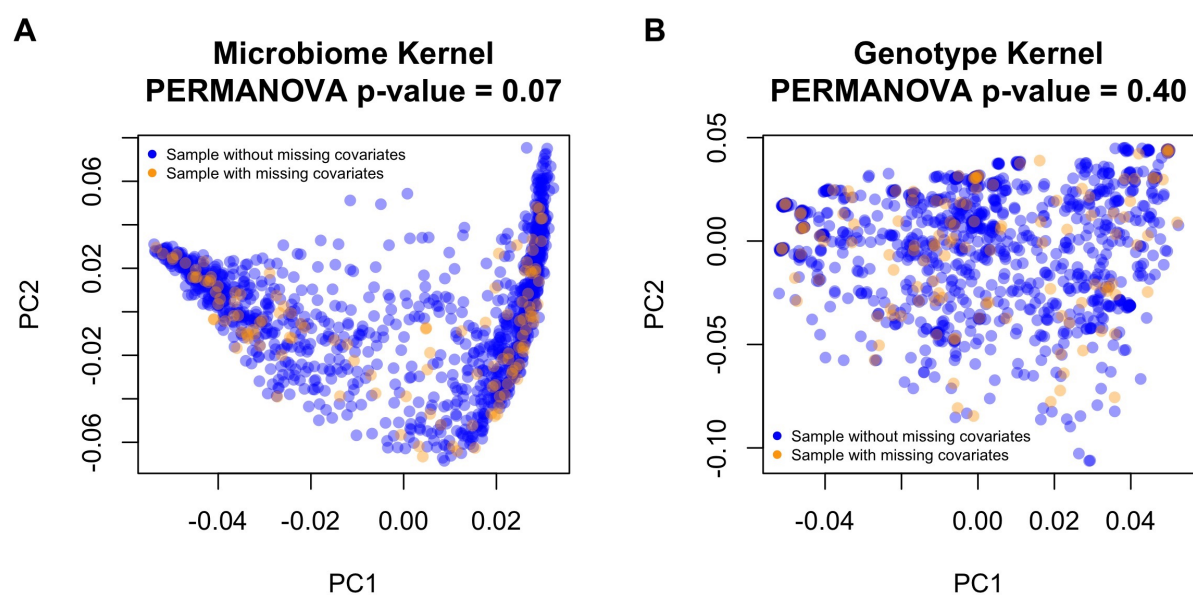 A
Microbiome Kernel
PERMANOVA p-value = 0.07
Sample without missing covariates
Sample with missing covariates
0.06
0.02
-0.02
-0.06
PC2
-0.04 -0.02 0.00 0.02
PC1
B
Genotype Kernel
PERMANOVA p-value = 0.40
0.05
0.00
-0.05
-0.10
PC2
Sample without missing covariates
Sample with missing covariates
-0.04 0.00 0.02 0.04
PC1